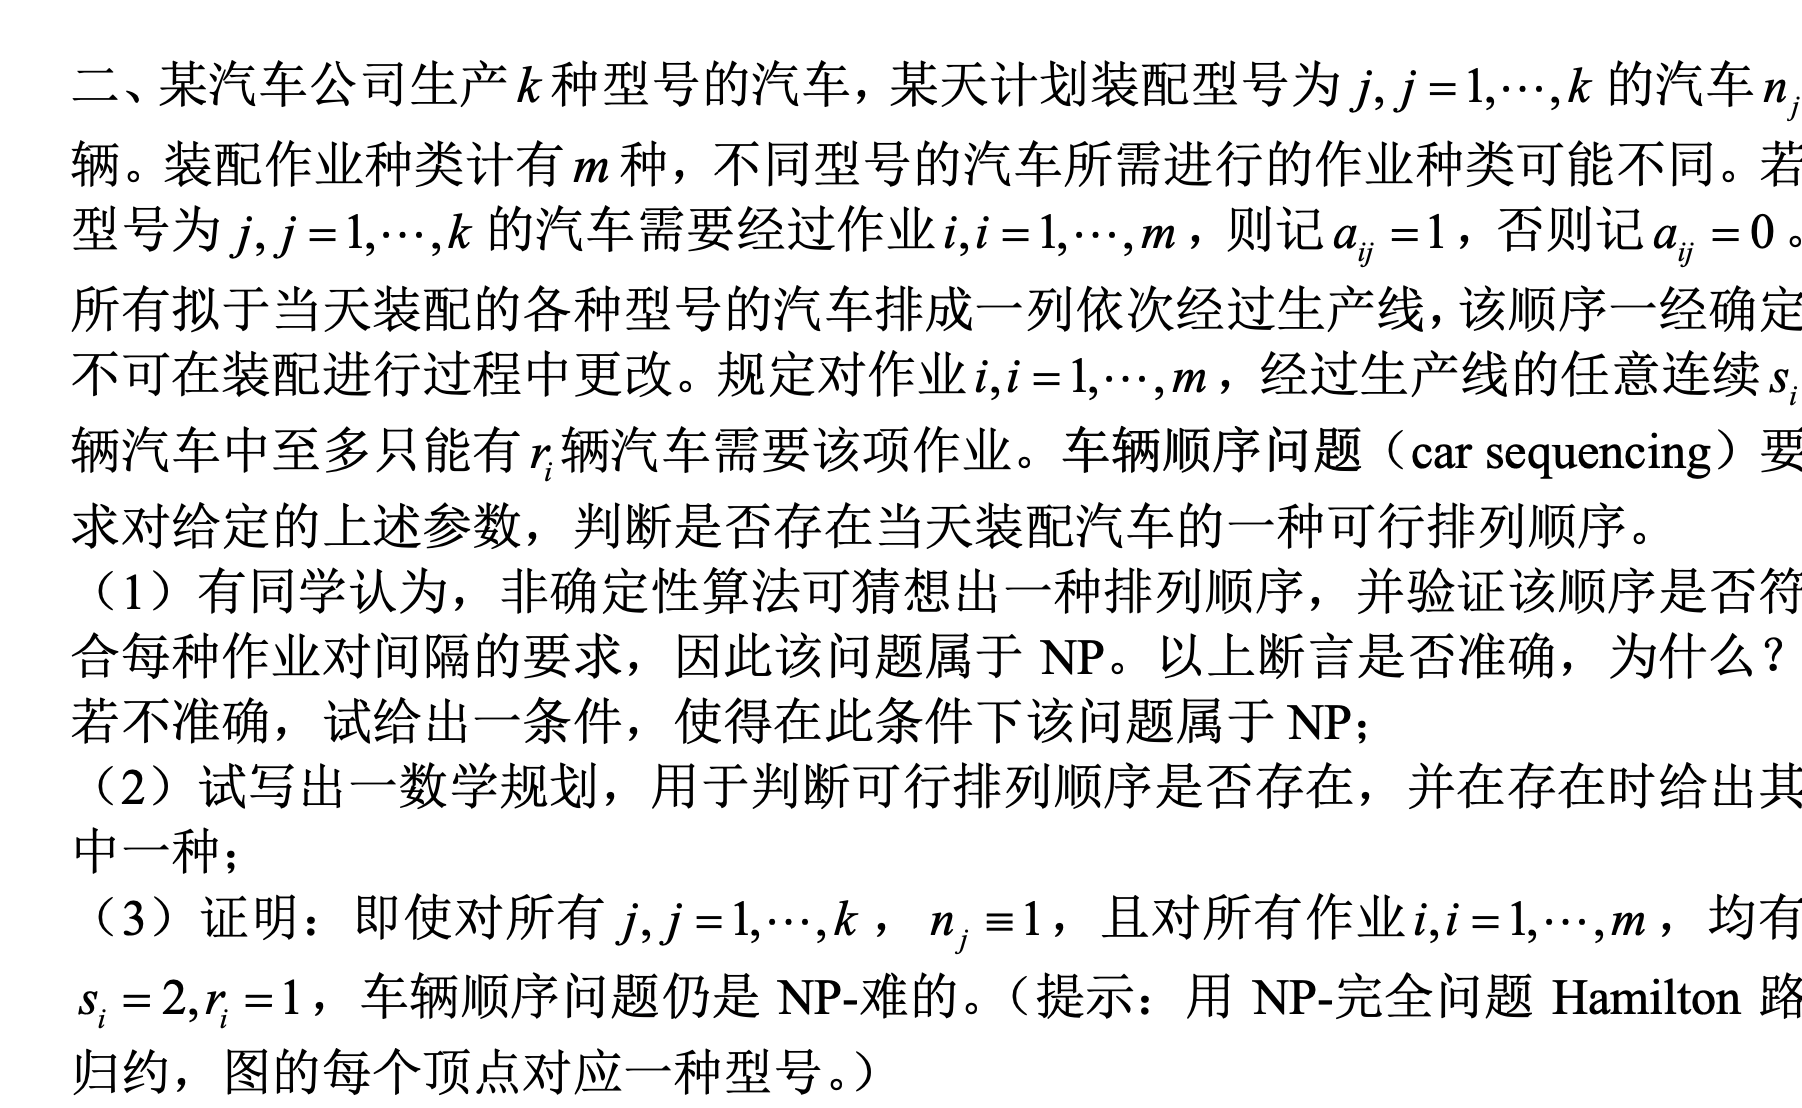 二、某汽车公司生产 k 种型号的汽车，某天计划装配型号为 j, j = 1,⋯,k 的汽车 n_j
辆。装配作业种类计有 m 种，不同型号的汽车所需进行的作业种类可能不同。若
型号为 j, j = 1,⋯,k 的汽车需要经过作业 i,i = 1,⋯,m，则记 a_{ij} = 1，否则记 a_{ij} = 0。
所有拟于当天装配的各种型号的汽车排成一列依次经过生产线，该顺序一经确定
不可在装配进行过程中更改。规定对作业 i,i = 1,⋯,m，经过生产线的任意连续 s_i
辆汽车中至多只能有 r_i 辆汽车需要该项作业。车辆顺序问题（car sequencing）要
求对给定的上述参数，判断是否存在当天装配汽车的一种可行排列顺序。
（1）有同学认为，非确定性算法可猜想出一种排列顺序，并验证该顺序是否符
合每种作业对间隔的要求，因此该问题属于 NP。以上断言是否准确，为什么？
若不准确，试给出一条件，使得在此条件下该问题属于 NP；
（2）试写出一数学规划，用于判断可行排列顺序是否存在，并在存在时给出其
中一种；
（3）证明：即使对所有 j, j = 1,⋯,k， n_j ≡ 1，且对所有作业 i,i = 1,⋯,m，均有
s_i = 2,r_i = 1，车辆顺序问题仍是 NP-难的。（提示：用 NP-完全问题 Hamilton 路
归约，图的每个顶点对应一种型号。）